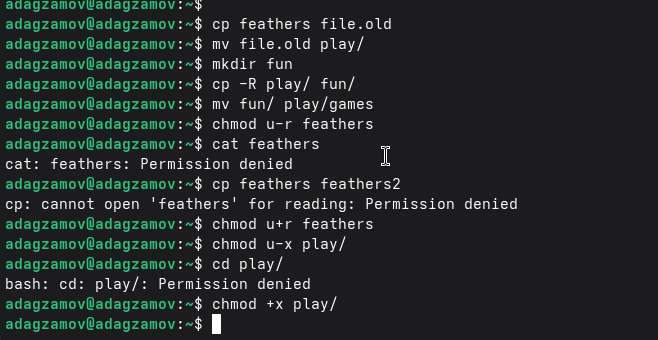 adagzamov@adagzamov:~$
adagzamov@adagzamov:~$ cp feathers file.old
adagzamov@adagzamov:~$ mv file.old play/
adagzamov@adagzamov:~$ mkdir fun
adagzamov@adagzamov:~$ cp -R play/ fun/
adagzamov@adagzamov:~$ mv fun/ play/games
adagzamov@adagzamov:~$ chmod u-r feathers
adagzamov@adagzamov:~$ cat feathers
cat: feathers: Permission denied
adagzamov@adagzamov:~$ cp feathers feathers2
cp: cannot open 'feathers' for reading: Permission denied
adagzamov@adagzamov:~$ chmod u+r feathers
adagzamov@adagzamov:~$ chmod u-x play/
adagzamov@adagzamov:~$ cd play/
bash: cd: play/: Permission denied
adagzamov@adagzamov:~$ chmod +x play/
adagzamov@adagzamov:~$